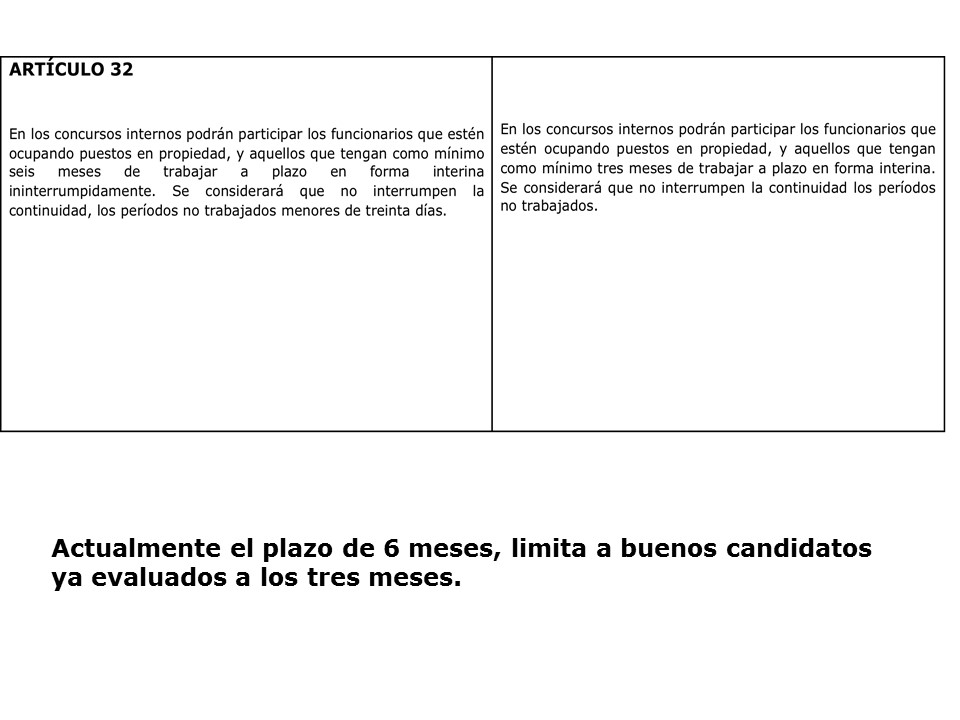 ARTÍCULO 32
En los concursos internos podrán participar los funcionarios que estén
ocupando puestos en propiedad, y aquellos que tengan como mínimo
seis meses de trabajar a plazo en forma interina
ininterrumpidamente. Se considerará que no interrumpen la
continuidad, los períodos no trabajados menores de treinta días.
En los concursos internos podrán participar los funcionarios que
estén ocupando puestos en propiedad, y aquellos que tengan
como mínimo tres meses de trabajar a plazo en forma interina.
Se considerará que no interrumpen la continuidad los períodos
no trabajados.
Actualmente el plazo de 6 meses, limita a buenos candidatos
ya evaluados a los tres meses.